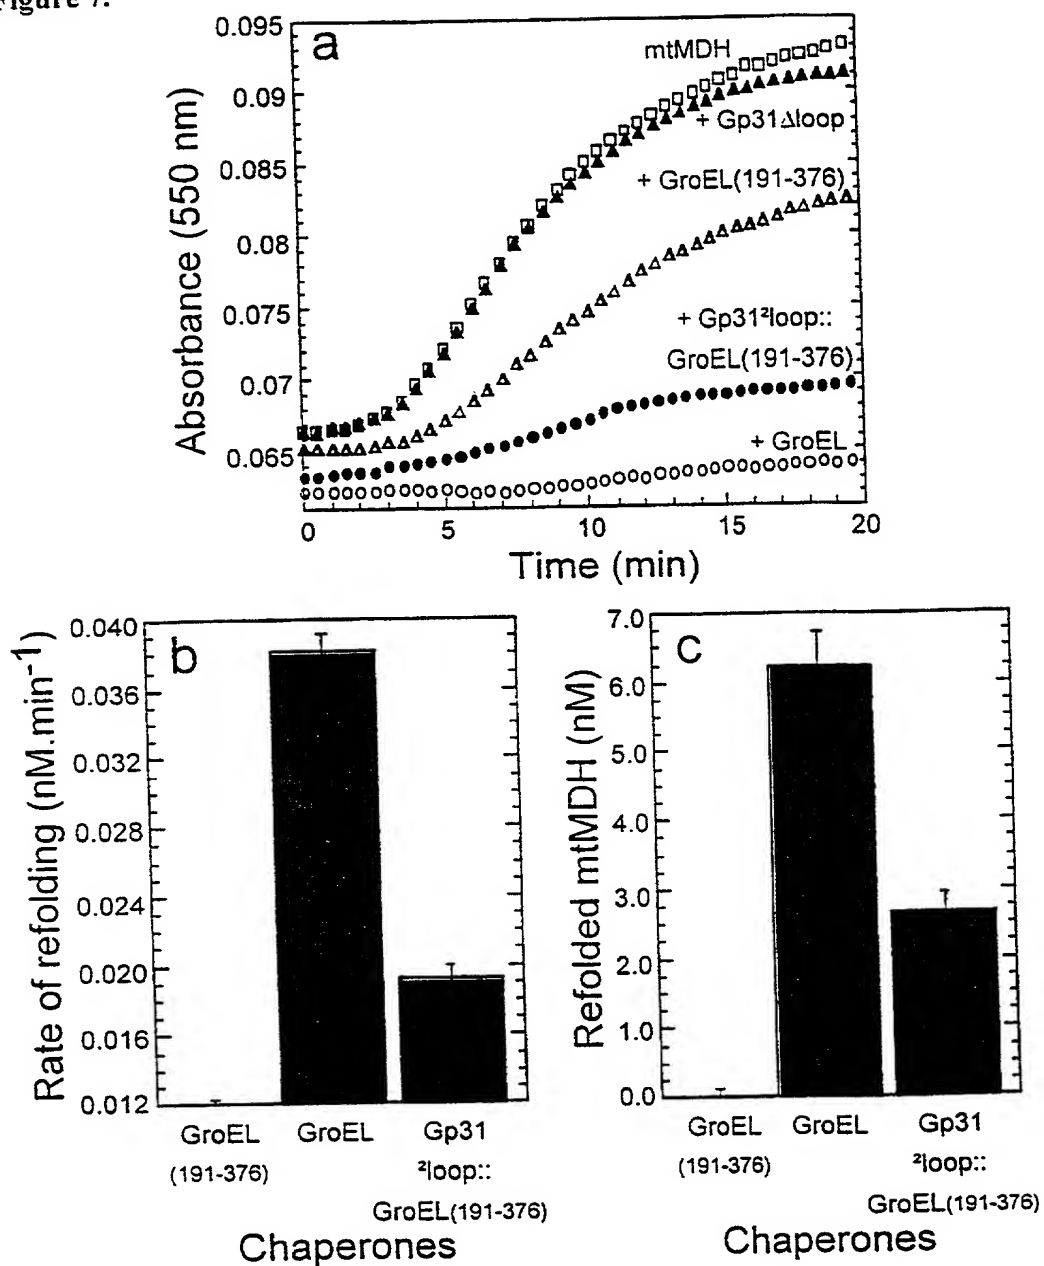 Figure 7.
a
0.095
0.09
0.085
0.08
0.075
0.07
0.065
Absorbance (550 nm)
mtMDH
+ Gp31Δloop
+ GroEL(191-376)
+ Gp31²loop::
GroEL(191-376)
+ GroEL
0 5 10 15 20
Time (min)
b
0.040
0.036
0.032
0.028
0.024
0.020
0.016
0.012
Rate of refolding (nM.min⁻¹)
GroEL GroEL Gp31
(191-376) ²loop::
GroEL(191-376)
Chaperones
c
7.0
6.0
5.0
4.0
3.0
2.0
1.0
0.0
Refolded mtMDH (nM)
GroEL GroEL Gp31
(191-376) ²loop::
GroEL(191-376)
Chaperones